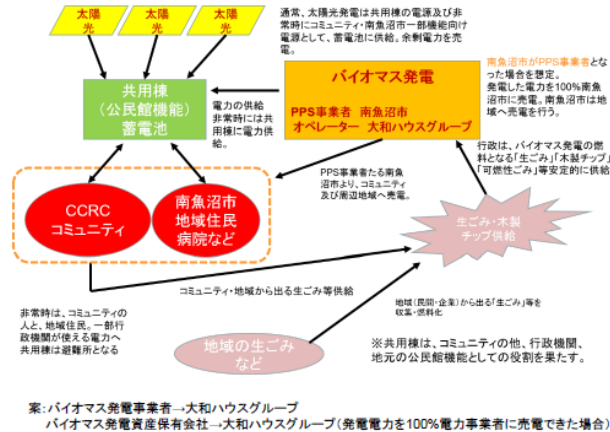 太陽
光
太陽
光
太陽
光
通常、太陽光発電は共用棟の電源及び非
常時にコミュニティ・南魚沼市一部機能向け
電源として、蓄電池に供給。余剰電力を売
電。
共用棟
（公民館機能）
蓄電池
電力の供給
非常時には共
用棟に電力供
給。
バイオマス発電
PPS事業者 南魚沼市
オペレーター 大和ハウスグループ
南魚沼市がPPS事業者とな
った場合を想定。
発電した電力を100%南魚
沼市に売電。南魚沼市は地
域へ売電を行う。
行政は、バイオマス発電の燃
料となる「生ごみ」「木製チップ」
「可燃性ごみ」等安定的に供給
PPS事業者たる南魚
沼市より、コミュニティ
及び周辺地域へ売電。
CCRC
コミュニティ
南魚沼市
地域住民
病院など
生ごみ・木製
チップ供給
コミュニティ・地域から出る生ごみ等供給
非常時は、コミュニティの
人と、地域住民。一部行
政機関が使える電力へ
共用棟は避難所となる
地域（民間・企業）から出る「生ごみ」等を
収集・燃料化
地域の生ごみ
など
※共用棟は、コミュニティの他、行政機関、
地元の公民館機能としての役割を果たす。
案：バイオマス発電事業者→大和ハウスグループ
バイオマス発電資産保有会社→大和ハウスグループ（発電電力を100%電力事業者に売電できた場合）